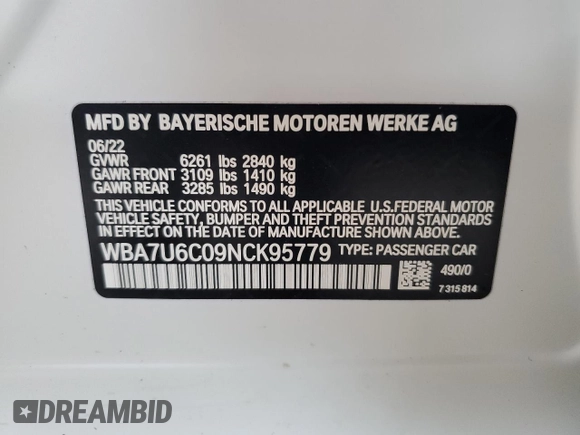 MFD BY BAYERISCHE MOTOREN WERKE AG
06/22
GVWR 6261 lbs 2840 kg
GAWR FRONT 3109 lbs 1410 kg
GAWR REAR 3285 lbs 1490 kg
THIS VEHICLE CONFORMS TO ALL APPLICABLE U.S.FEDERAL MOTOR
VEHICLE SAFETY, BUMPER AND THEFT PREVENTION STANDARDS
IN EFFECT ON THE DATE OF MANUFACTURE SHOWN ABOVE.
WBA7U6C09NCK95779 TYPE: PASSENGER CAR
490/0
7 315 814
DREAMBID